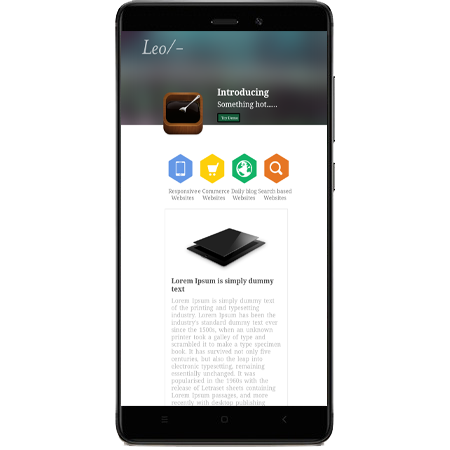 Leo/-
Introducing
Something hot.....
Try Demo
Responsive e Commerce Daily blog Search based
Websites Websites Websites Websites
Lorem Ipsum is simply dummy
text
Lorem Ipsum is simply dummy text
of the printing and typesetting
industry. Lorem Ipsum has been the
industry's standard dummy text ever
since the 1500s, when an unknown
printer took a galley of type and
scrambled it to make a type specimen
book. It has survived not only five
centuries, but also the leap into
electronic typesetting, remaining
essentially unchanged. It was
popularised in the 1960s with the
release of Letraset sheets containing
Lorem Ipsum passages, and more
recently with desktop publishing